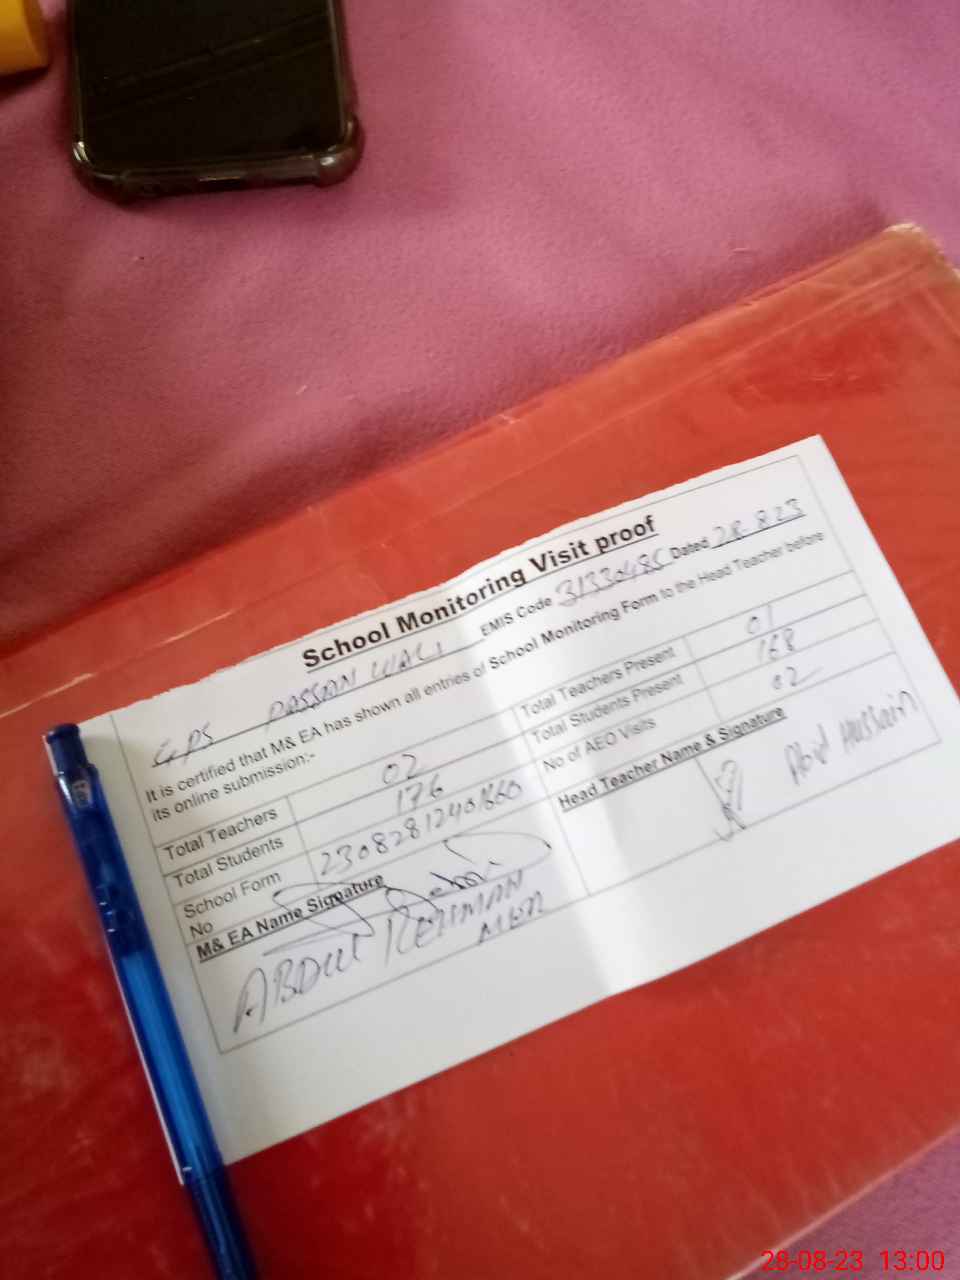 School Monitoring Visit proof
GPS PASSAN WALI EMIS Code 31330485 Dated 28-8 23
It is certified that M& EA has shown all entries of School Monitoring Form to the Head Teacher before
its online submission:-
Total Teachers 02 Total Teachers Present 01
Total Students 176 Total Students Present 168
School Form No 23082812401660 No of AEO Visits 02
M& EA Name Signature Head Teacher Name & Signature
ABDUL REHMAN Abid Hussain
28-08-23 13:00